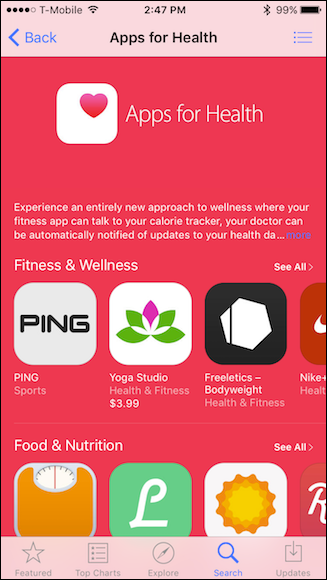 T-Mobile 2:47 PM 99%
Back Apps for Health
Apps for Health
Experience an entirely new approach to wellness where your
fitness app can talk to your calorie tracker, your doctor can
be automatically notified of updates to your health da ... more
Fitness & Wellness See All >
PING
PING
Sports
Yoga Studio
Health & Fitness
$3.99
Freeletics –
Bodyweight
Health & Fitness
Nike+
Healt
Food & Nutrition See All >
L
R
Featured Top Charts Explore Search Updates